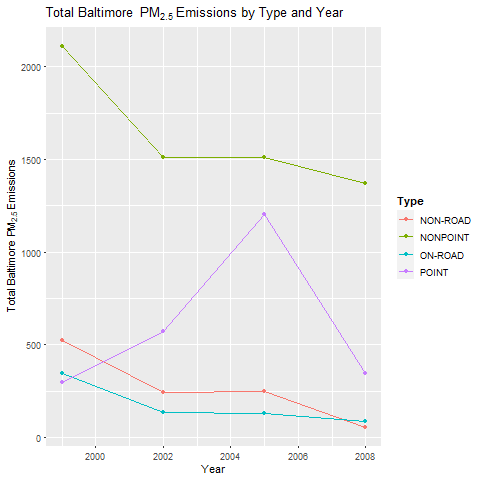 Total Baltimore PM2.5 Emissions by Type and Year
Total Baltimore PM2.5 Emissions
2000
1500
1000
500
0
2000 2002 2004 2006 2008
Year
Type
NON-ROAD
NONPOINT
ON-ROAD
POINT